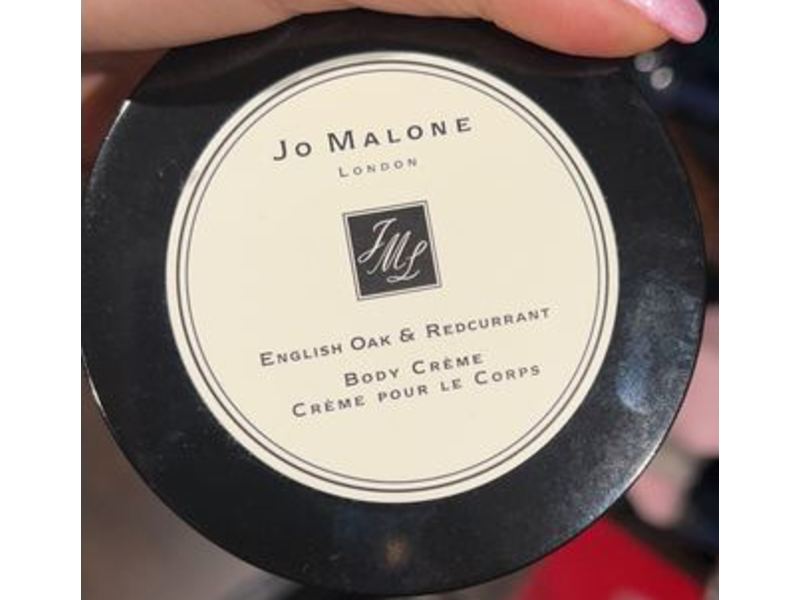 Jo Malone
London
JML
English Oak & Redcurrant
Body Crème
Crème pour le Corps